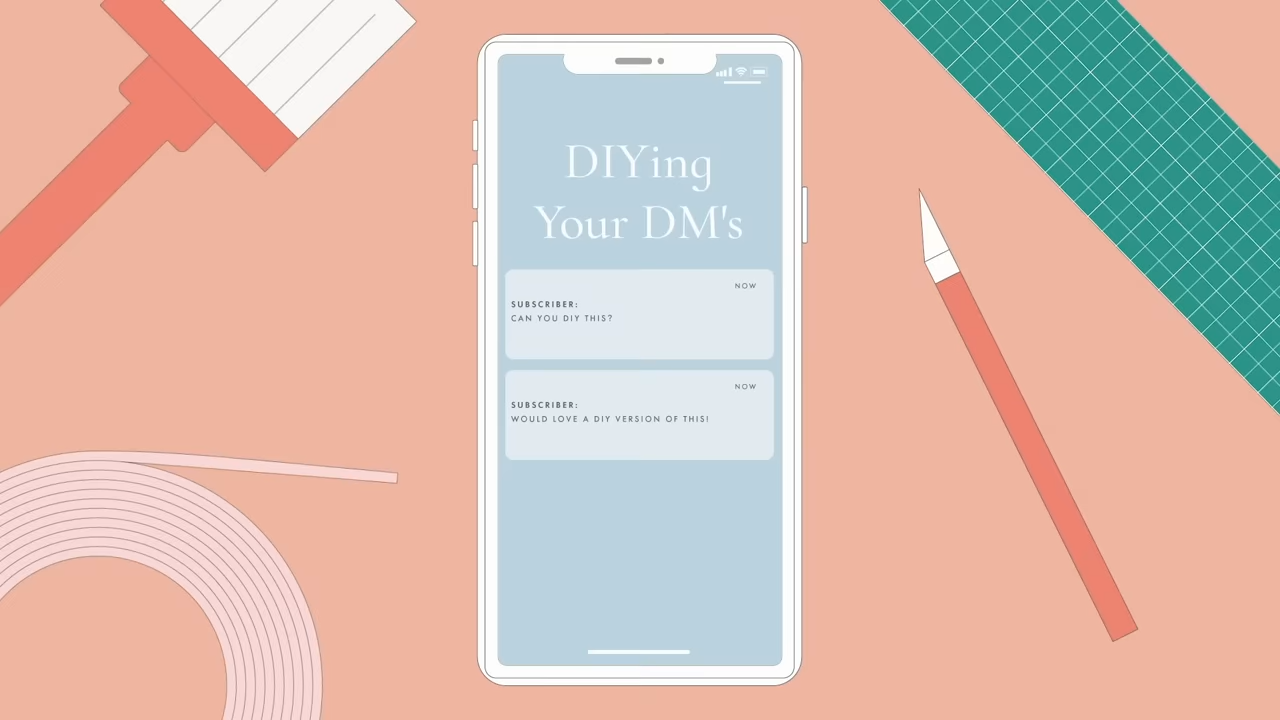 DIYing
Your DM's
NOW
SUBSCRIBER:
CAN YOU DIY THIS?
NOW
SUBSCRIBER:
WOULD LOVE A DIY VERSION OF THIS!